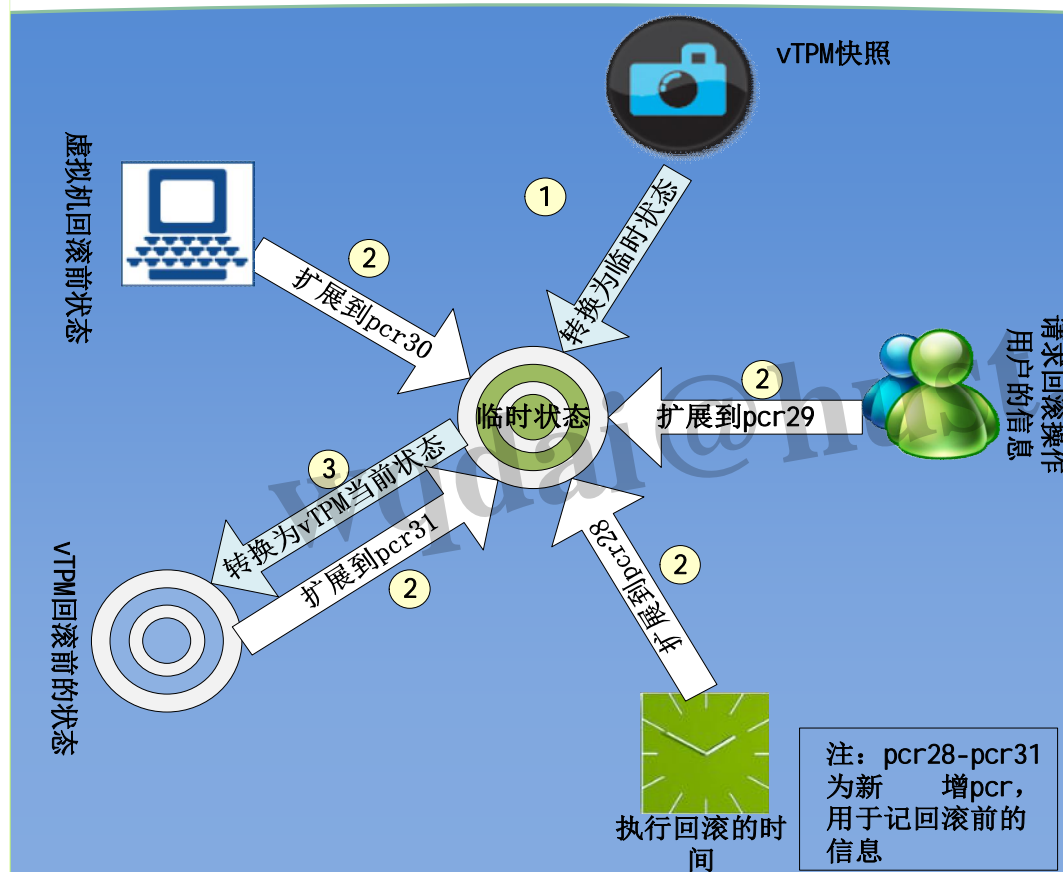 vTPM快照
虚拟机回滚前状态
1
转换为临时状态
2
扩展到pcr30
请求回滚操作
用户的信息
2
扩展到pcr29
临时状态
3
转换为vTPM当前状态
扩展到pcr31
2
扩展到pcr28
2
vTPM回滚前的状态
执行回滚的时
间
注：pcr28-pcr31
为新 增pcr，
用于记回滚前的
信息
wqdai@hust